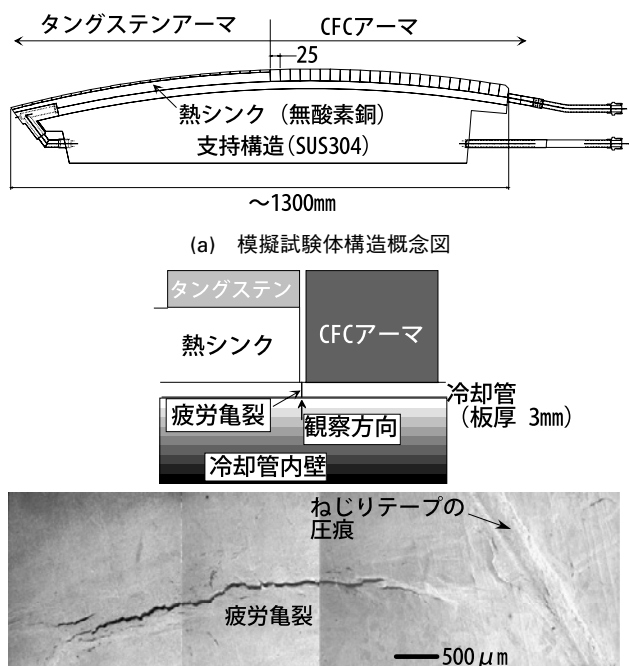 タングステンアーマ
CFCアーマ
25
熱シンク（無酸素銅）
支持構造(SUS304)
～1300mm
(a) 模擬試験体構造概念図
タングステン
熱シンク
CFCアーマ
冷却管
（板厚 3mm）
疲労亀裂
観察方向
冷却管内壁
ねじりテープの
圧痕
疲労亀裂
500μm